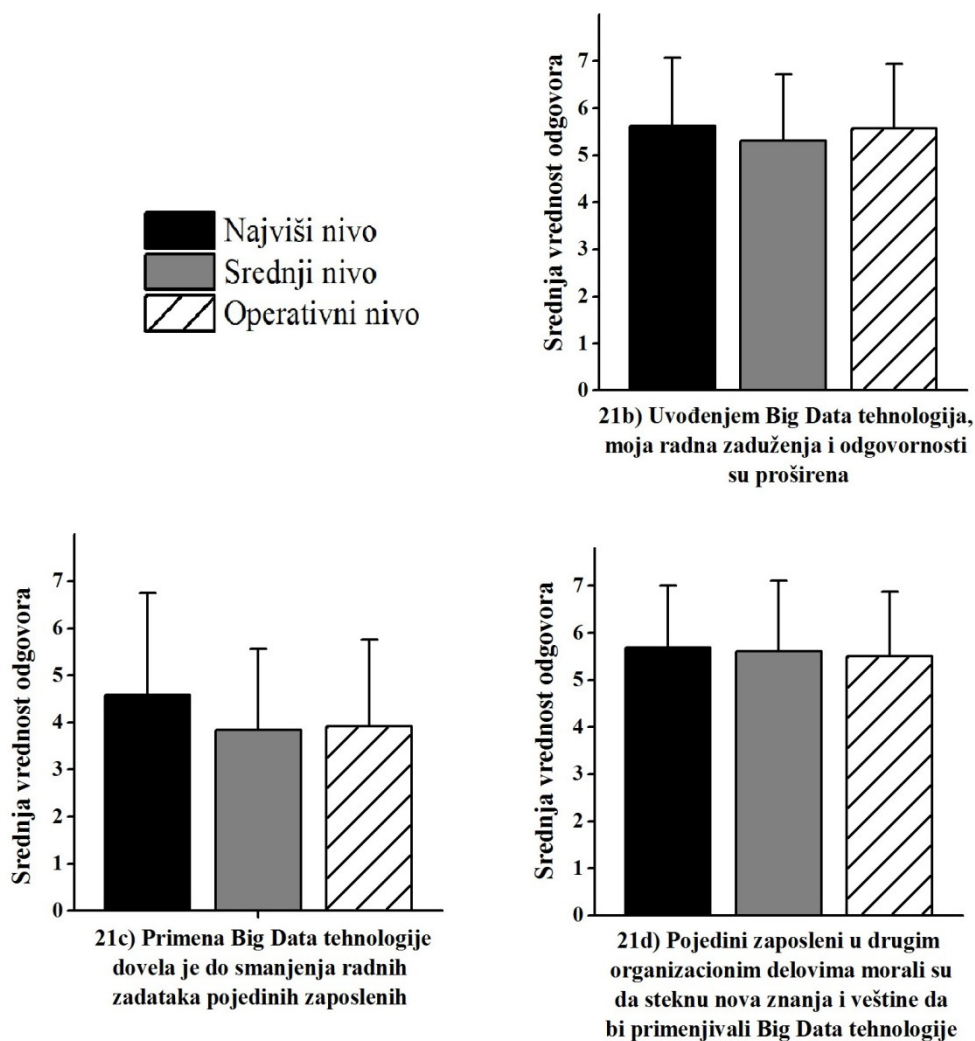 Srednja vrednost odgovora
7
6
5
4
3
2
1
0
21b) Uvođenjem Big Data tehnologija,
moja radna zaduženja i odgovornosti
su proširena
Najviši nivo
Srednji nivo
Operativni nivo
Srednja vrednost odgovora
7
6
5
4
3
2
1
0
21c) Primena Big Data tehnologije
dovela je do smanjenja radnih
zadataka pojedinih zaposlenih
Srednja vrednost odgovora
7
6
5
4
3
2
1
0
21d) Pojedini zaposleni u drugim
organizacionim delovima morali su
da steknu nova znanja i veštine da
bi primenjivali Big Data tehnologije